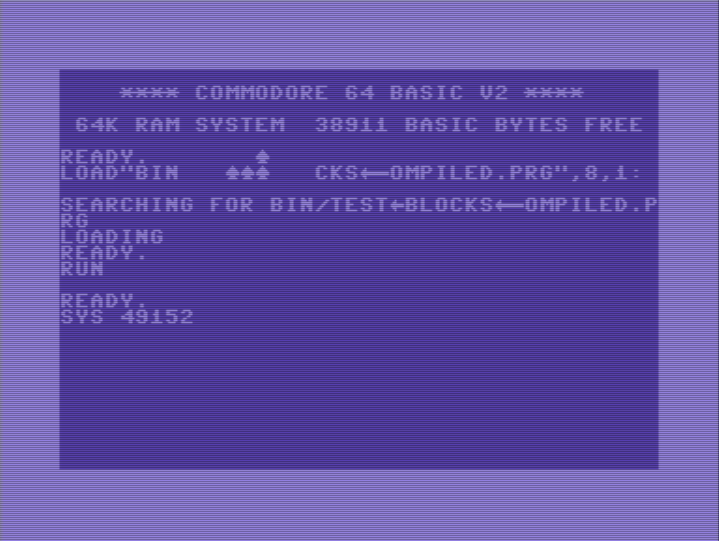 **** COMMODORE 64 BASIC V2 ****
64K RAM SYSTEM  38911 BASIC BYTES FREE
READY.       ♠
LOAD"BIN   ♠♠♠   CKS←─OMPILED.PRG",8,1:
SEARCHING FOR BIN/TEST←BLOCKS←─OMPILED.P
RG
LOADING
READY.
RUN
READY.
SYS 49152